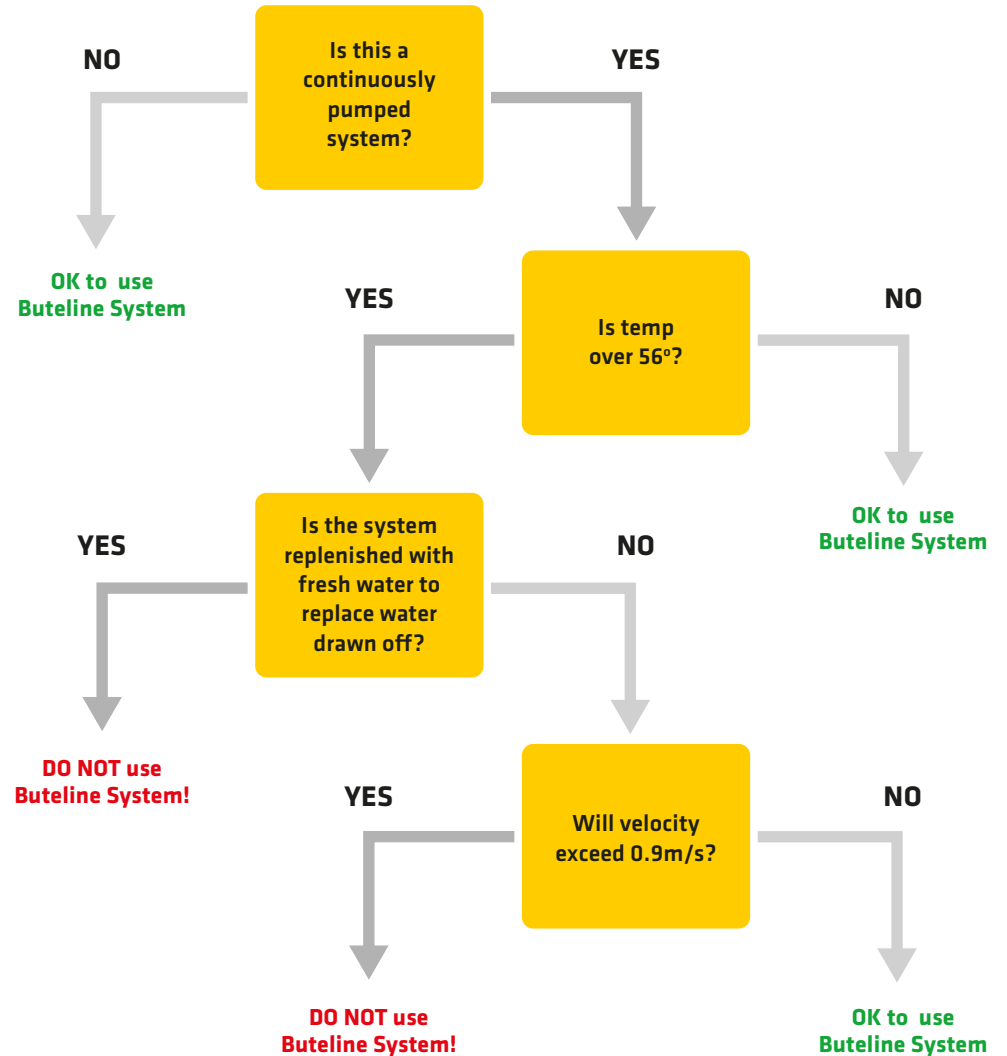 NO
Is this a
continuously
pumped
system?
YES
OK to use
Buteline System
YES
Is temp
over 56º?
NO
OK to use
Buteline System
YES
Is the system
replenished with
fresh water to
replace water
drawn off?
NO
DO NOT use
Buteline System!
YES
Will velocity
exceed 0.9m/s?
NO
DO NOT use
Buteline System!
OK to use
Buteline System